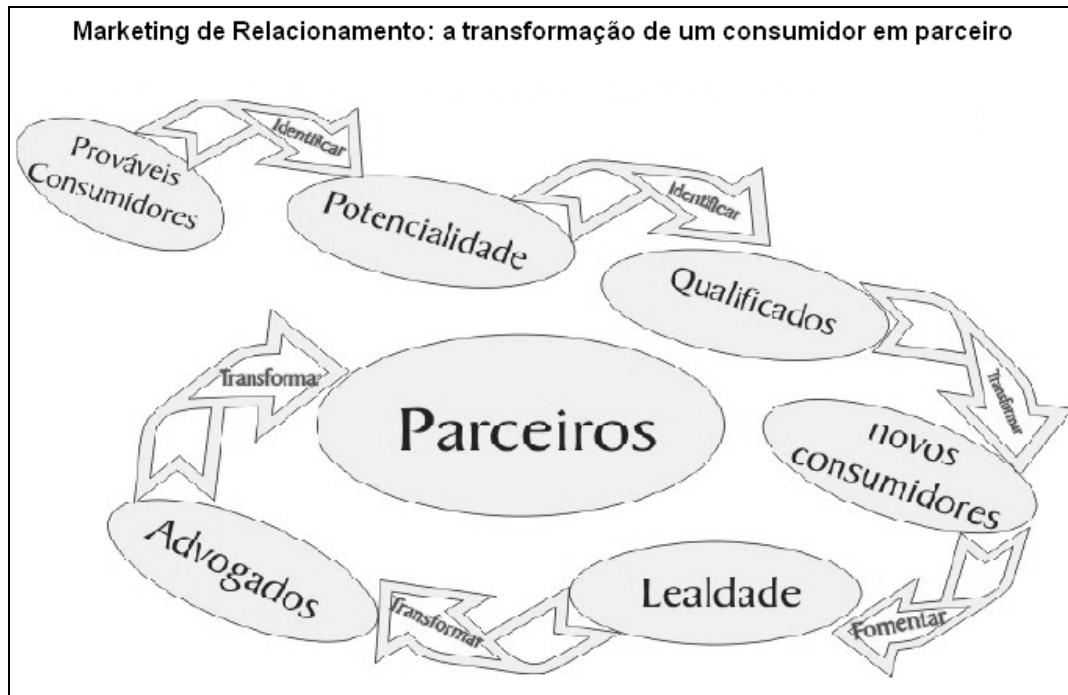 Marketing de Relacionamento: a transformação de um consumidor em parceiro
Prováveis
Consumidores
Identificar
Potencialidade
Identificar
Qualificados
Transformar
novos
consumidores
Fomentar
Lealdade
Transformar
Advogados
Transforma
Parceiros